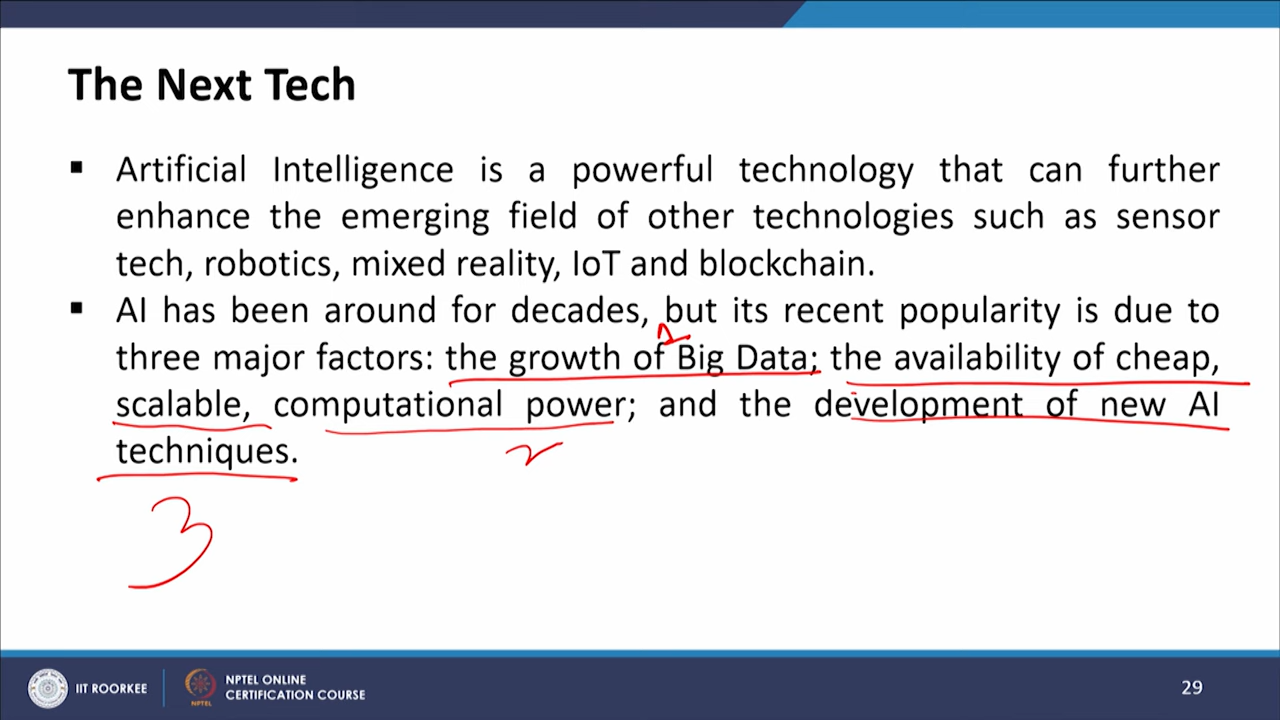 The Next Tech
▪ Artificial Intelligence is a powerful technology that can further
enhance the emerging field of other technologies such as sensor
tech, robotics, mixed reality, IoT and blockchain.
▪ AI has been around for decades, but its recent popularity is due to
1
three major factors: the growth of Big Data; the availability of cheap,
scalable, computational power; and the development of new AI
2
techniques.
3
IIT ROORKEE
NPTEL
NPTEL ONLINE
CERTIFICATION COURSE
29